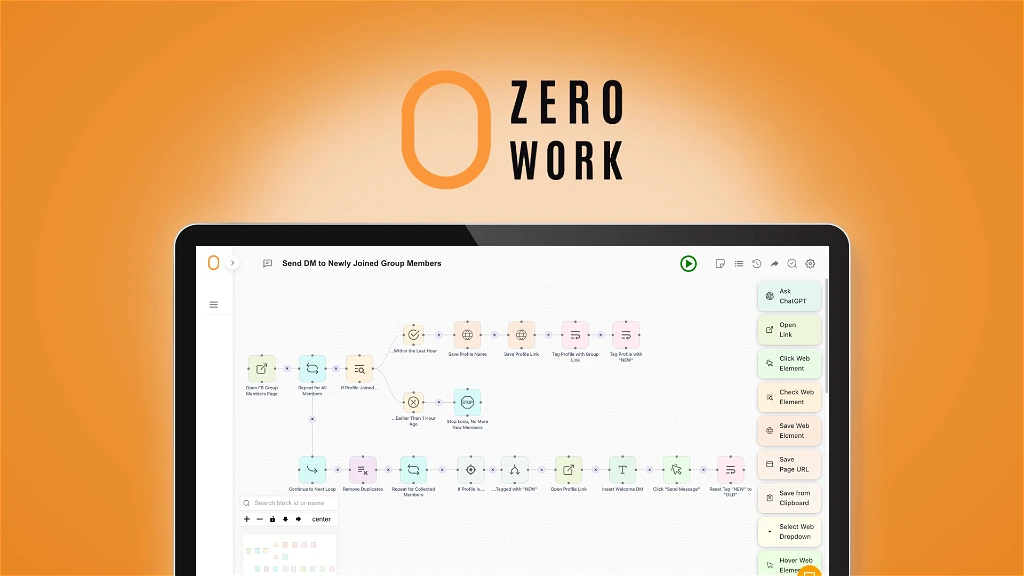 ZERO
WORK
Send DM to Newly Joined Group Members
Ask
ChatGPT
Open
Link
Click Web
Element
Check Web
Element
Save Web
Element
Save
Page URL
Save from
Clipboard
Select Web
Dropdown
Hover Web
Element
...Within the Last Hour
Save Profile Name
Save Profile Link
Tag Profile with Group
Link
Tag Profile with
"NEW"
Open FB Group
Members Page
Repeat for All
Members
If Profile Joined...
...Earlier Than 1 Hour
Ago
STOP
Stop Loop, No More
New Members
Continue to Next Loop
Remove Duplicates
Repeat for Collected
Members
If Profile is...
...Tagged with "NEW"
Open Profile Link
Insert Welcome DM
Click "Send Message"
Reset Tag "NEW" to
"OLD"
Search block id or name
center